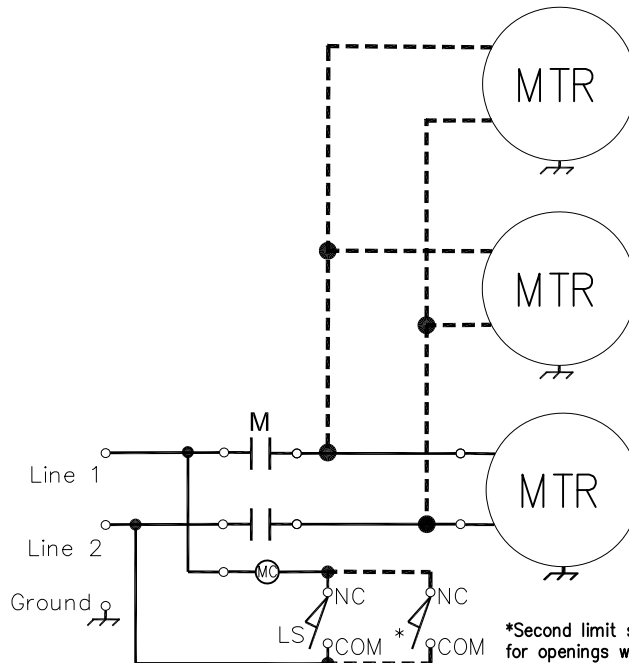 MTR
MTR
M
Line 1
MTR
Line 2
MC
Ground
NC
NC
LS
COM
*
COM
*Second limit
for openings